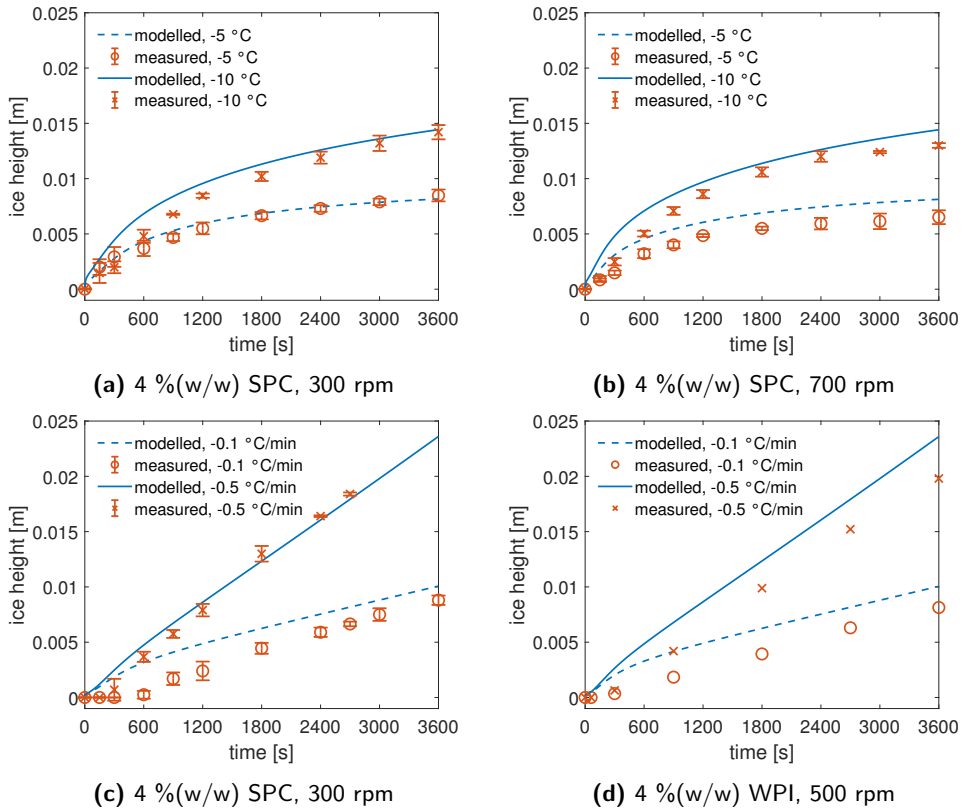 0.025
0.02
0.015
0.01
0.005
0
ice height [m]
modelled, -5 °C
measured, -5 °C
modelled, -10 °C
measured, -10 °C
0 600 1200 1800 2400 3000 3600
time [s]
(a) 4 %(w/w) SPC, 300 rpm
0.025
0.02
0.015
0.01
0.005
0
ice height [m]
modelled, -5 °C
measured, -5 °C
modelled, -10 °C
measured, -10 °C
0 600 1200 1800 2400 3000 3600
time [s]
(b) 4 %(w/w) SPC, 700 rpm
0.025
0.02
0.015
0.01
0.005
0
ice height [m]
modelled, -0.1 °C/min
measured, -0.1 °C/min
modelled, -0.5 °C/min
measured, -0.5 °C/min
0 600 1200 1800 2400 3000 3600
time [s]
(c) 4 %(w/w) SPC, 300 rpm
0.025
0.02
0.015
0.01
0.005
0
ice height [m]
modelled, -0.1 °C/min
measured, -0.1 °C/min
modelled, -0.5 °C/min
measured, -0.5 °C/min
0 600 1200 1800 2400 3000 3600
time [s]
(d) 4 %(w/w) WPI, 500 rpm